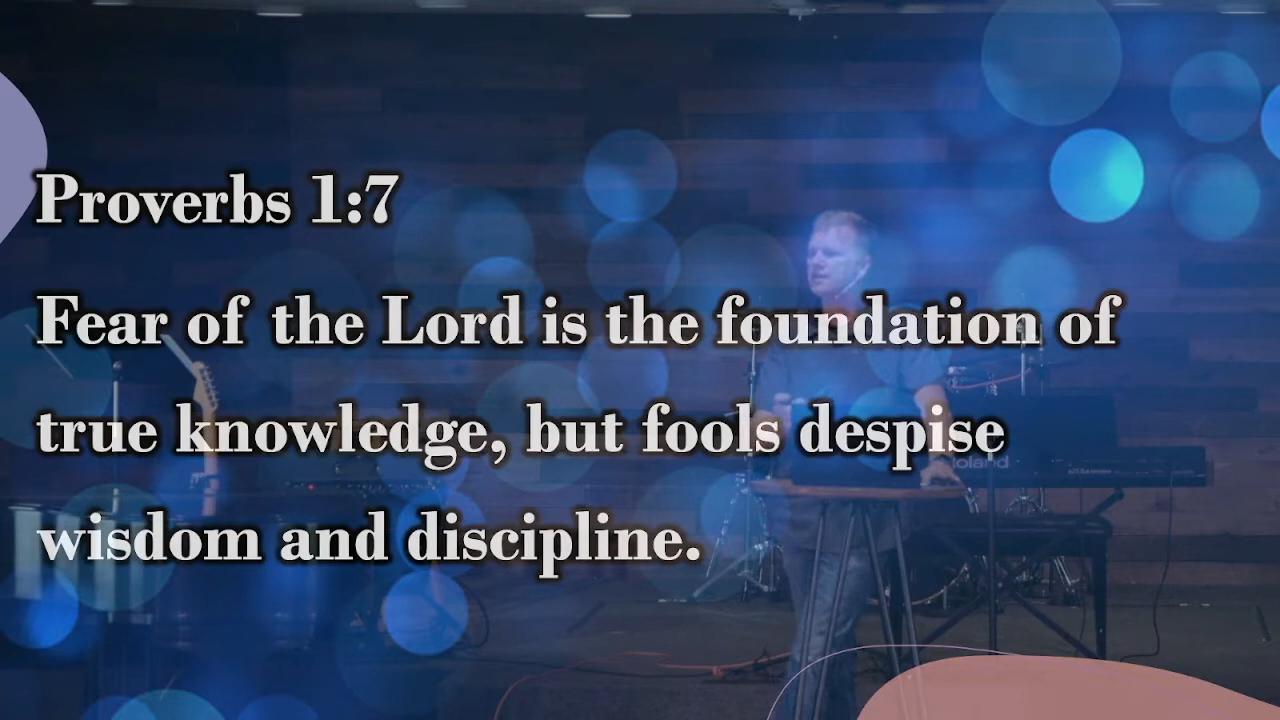 Proverbs 1:7
Fear of the Lord is the foundation of
true knowledge, but fools despise
wisdom and discipline.
Roland